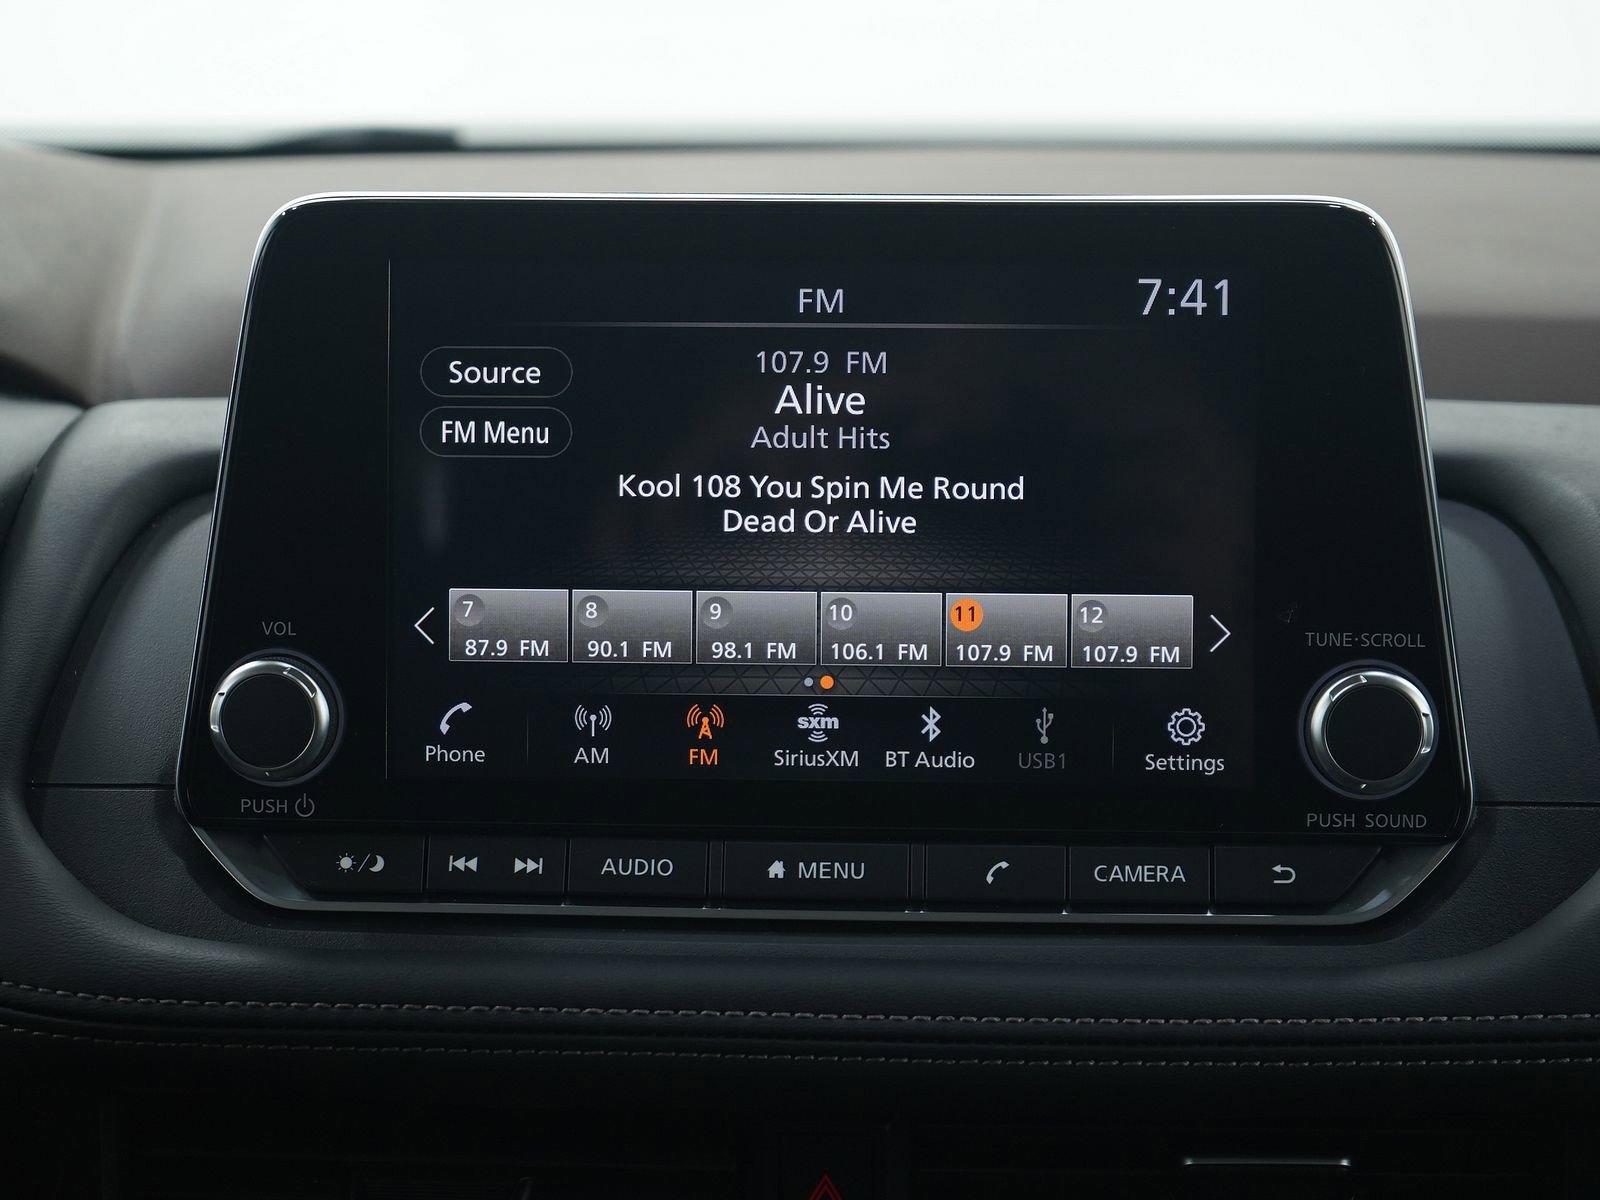 FM
7:41
Source
107.9 FM
Alive
FM Menu
Adult Hits
Kool 108 You Spin Me Round
Dead Or Alive
7
8
9
10
11
12
87.9 FM
90.1 FM
98.1 FM
106.1 FM
107.9 FM
107.9 FM
VOL
TUNE·SCROLL
Phone
AM
FM
sxm
SiriusXM
BT Audio
USB1
Settings
PUSH
PUSH SOUND
AUDIO
MENU
CAMERA